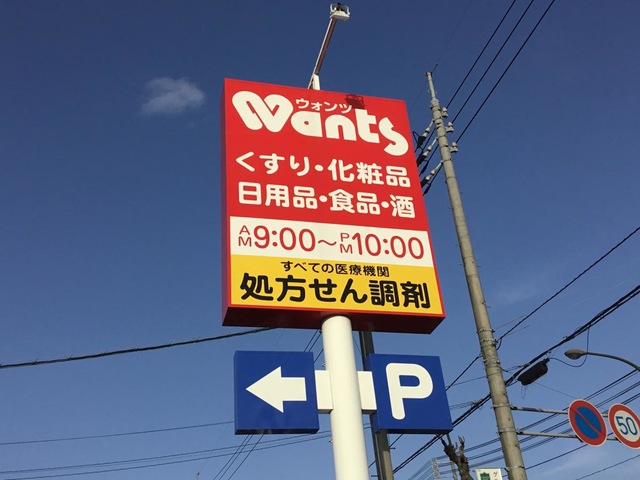 ウォンツ
Wants
くすり・化粧品
日用品・食品・酒
AM9:00～PM10:00
すべての医療機関
処方せん調剤
P
50